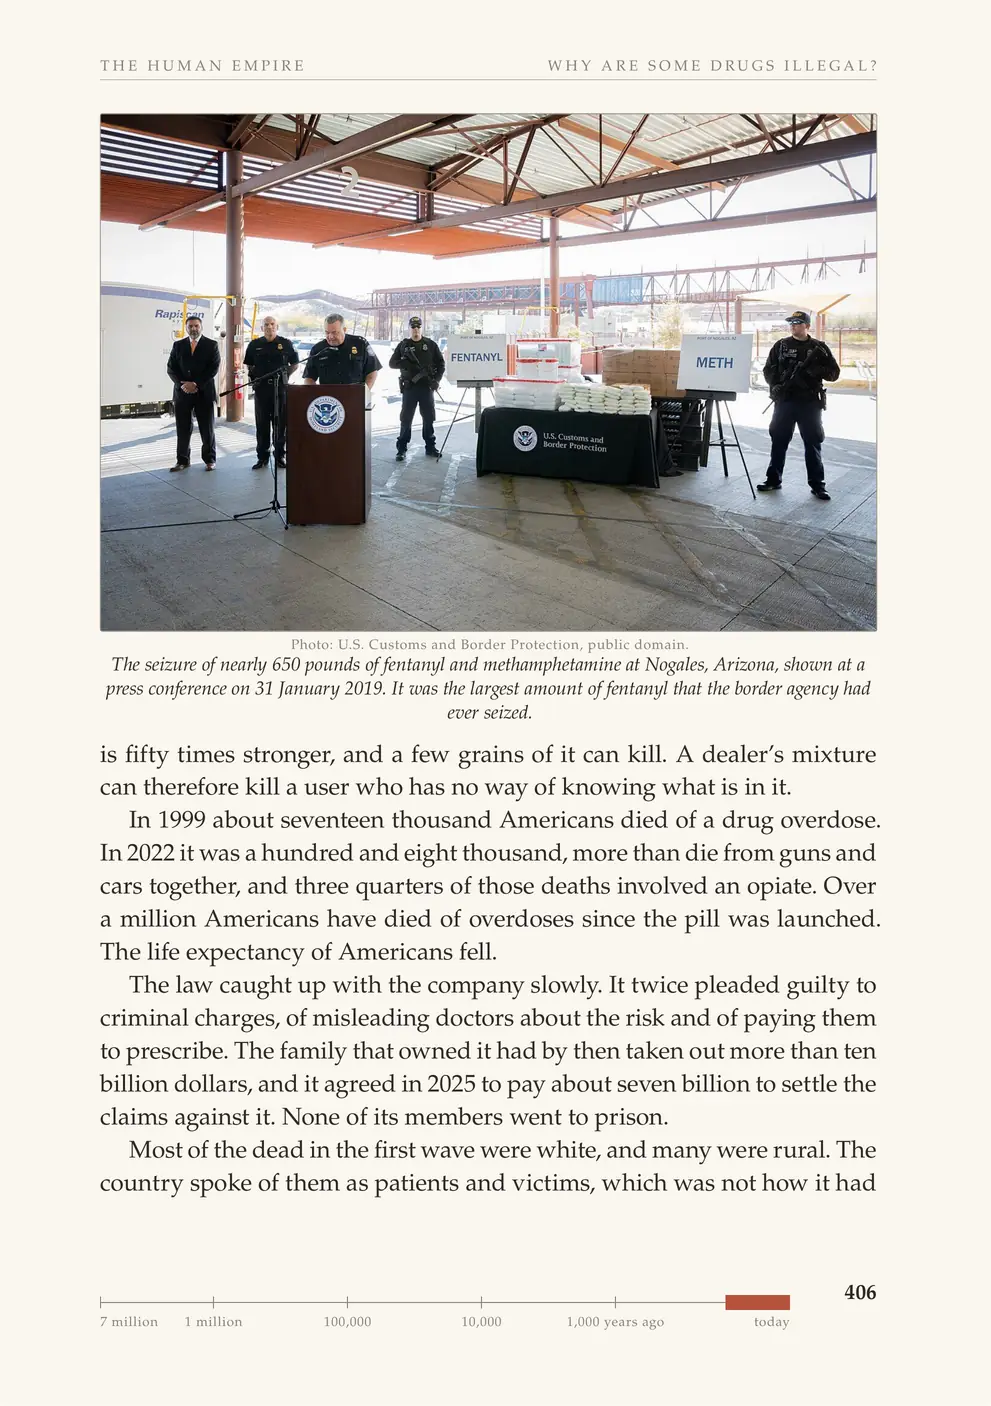 THE HUMAN EMPIRE
WHY ARE SOME DRUGS ILLEGAL?
2
Rapiscan
FENTANYL
PORT OF NOGALES, AZ
METH
U.S. Customs and
Border Protection
Photo: U.S. Customs and Border Protection, public domain.
The seizure of nearly 650 pounds of fentanyl and methamphetamine at Nogales, Arizona, shown at a
press conference on 31 January 2019. It was the largest amount of fentanyl that the border agency had
ever seized.
is fifty times stronger, and a few grains of it can kill. A dealer’s mixture
can therefore kill a user who has no way of knowing what is in it.
In 1999 about seventeen thousand Americans died of a drug overdose.
In 2022 it was a hundred and eight thousand, more than die from guns and
cars together, and three quarters of those deaths involved an opiate. Over
a million Americans have died of overdoses since the pill was launched.
The life expectancy of Americans fell.
The law caught up with the company slowly. It twice pleaded guilty to
criminal charges, of misleading doctors about the risk and of paying them
to prescribe. The family that owned it had by then taken out more than ten
billion dollars, and it agreed in 2025 to pay about seven billion to settle the
claims against it. None of its members went to prison.
Most of the dead in the first wave were white, and many were rural. The
country spoke of them as patients and victims, which was not how it had
406
7 million 1 million 100,000 10,000 1,000 years ago today